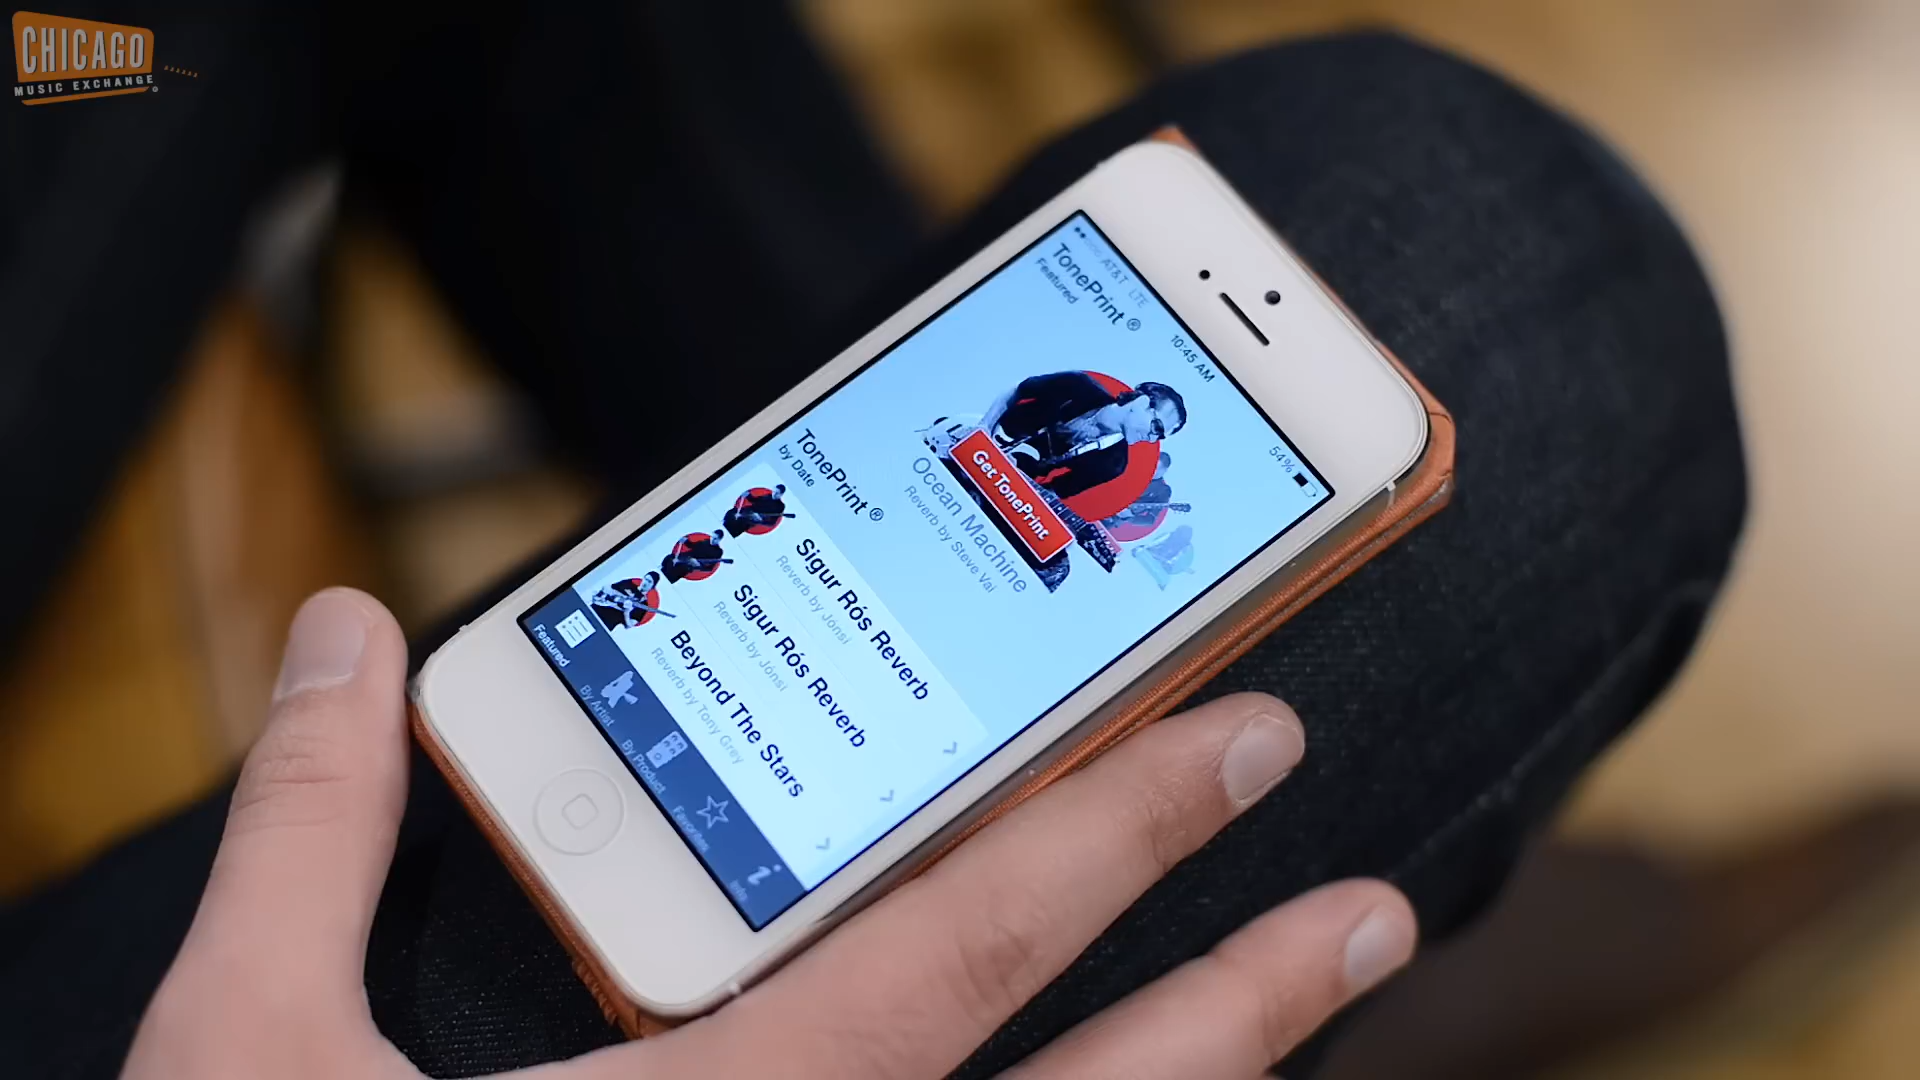 CHICAGO
MUSIC EXCHANGE
AT&T LTE
10:45 AM
54%
TonePrint ®
Featured
Get TonePrint
Ocean Machine
Reverb by Steve Vai
TonePrint ®
by Date
Sigur Rós Reverb
Reverb by Jónsi
Sigur Rós Reverb
Reverb by Jónsi
Beyond The Stars
Reverb by Tony Grey
Featured
By Artist
By Product
Favorites
Info